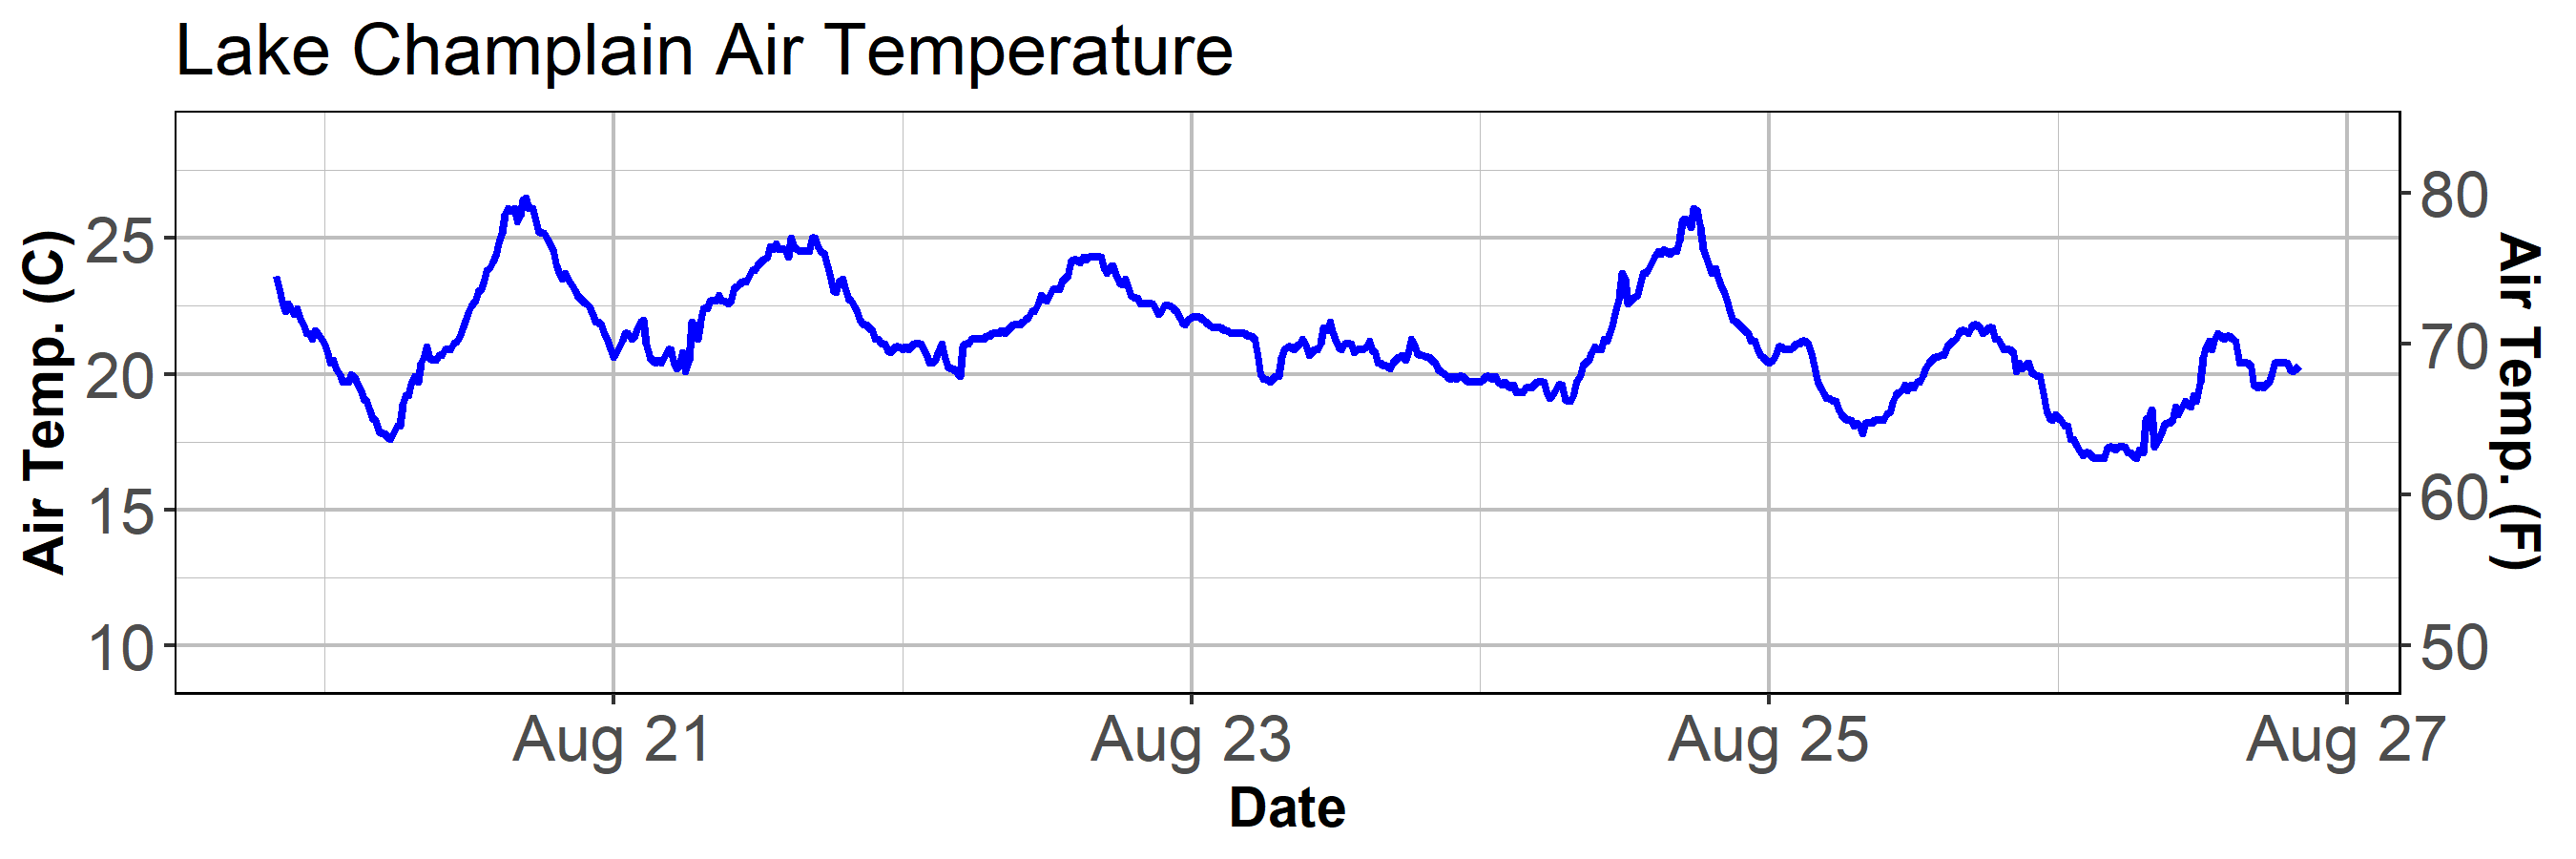 Lake Champlain Air Temperature
Air Temp. (C)
25
20
15
10
80
70
60
50
Air Temp. (F)
Aug 21
Aug 23
Aug 25
Aug 27
Date